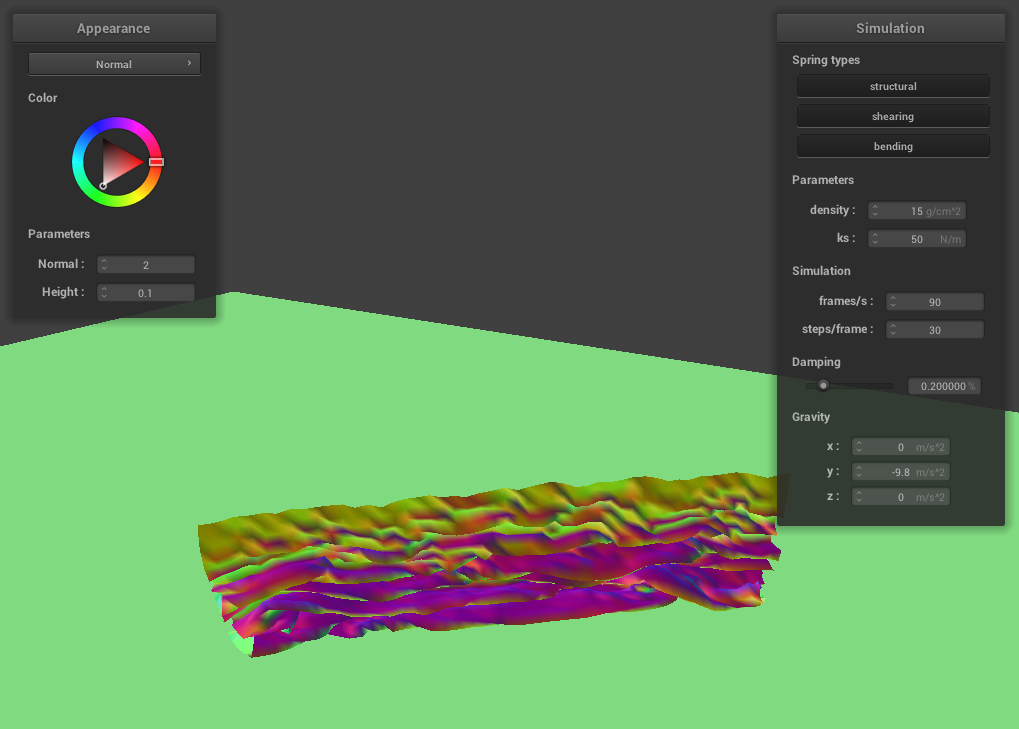 Appearance
Normal
Color
Parameters
Normal : 2
Height : 0.1
Simulation
Spring types
structural
shearing
bending
Parameters
density : 15 g/cm^2
ks : 50 N/m
Simulation
frames/s : 90
steps/frame : 30
Damping
0.200000 %
Gravity
x : 0 m/s^2
y : -9.8 m/s^2
z : 0 m/s^2